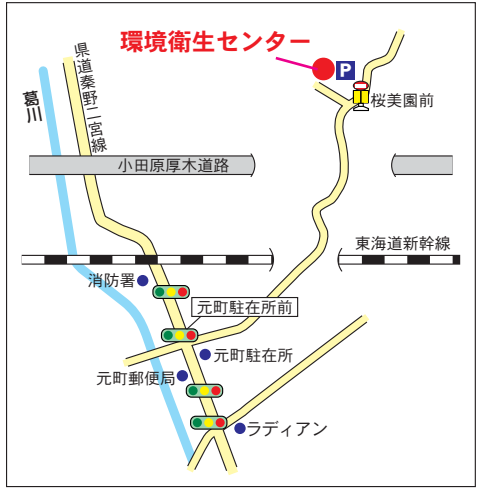 環境衛生センター
P
桜美園前
県道秦野二宮線
葛川
小田原厚木道路
東海道新幹線
消防署
元町駐在所前
元町駐在所
元町郵便局
ラディアン